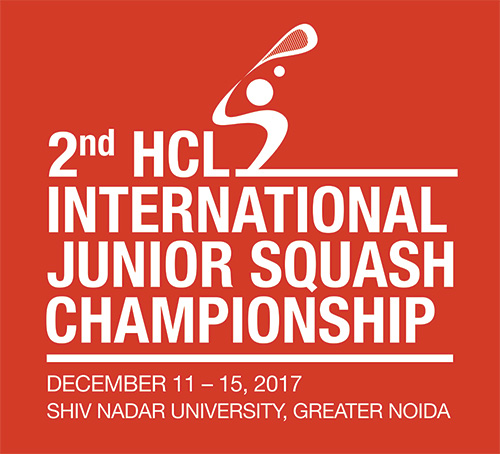 2nd HCL
INTERNATIONAL
JUNIOR SQUASH
CHAMPIONSHIP
DECEMBER 11 – 15, 2017
SHIV NADAR UNIVERSITY, GREATER NOIDA